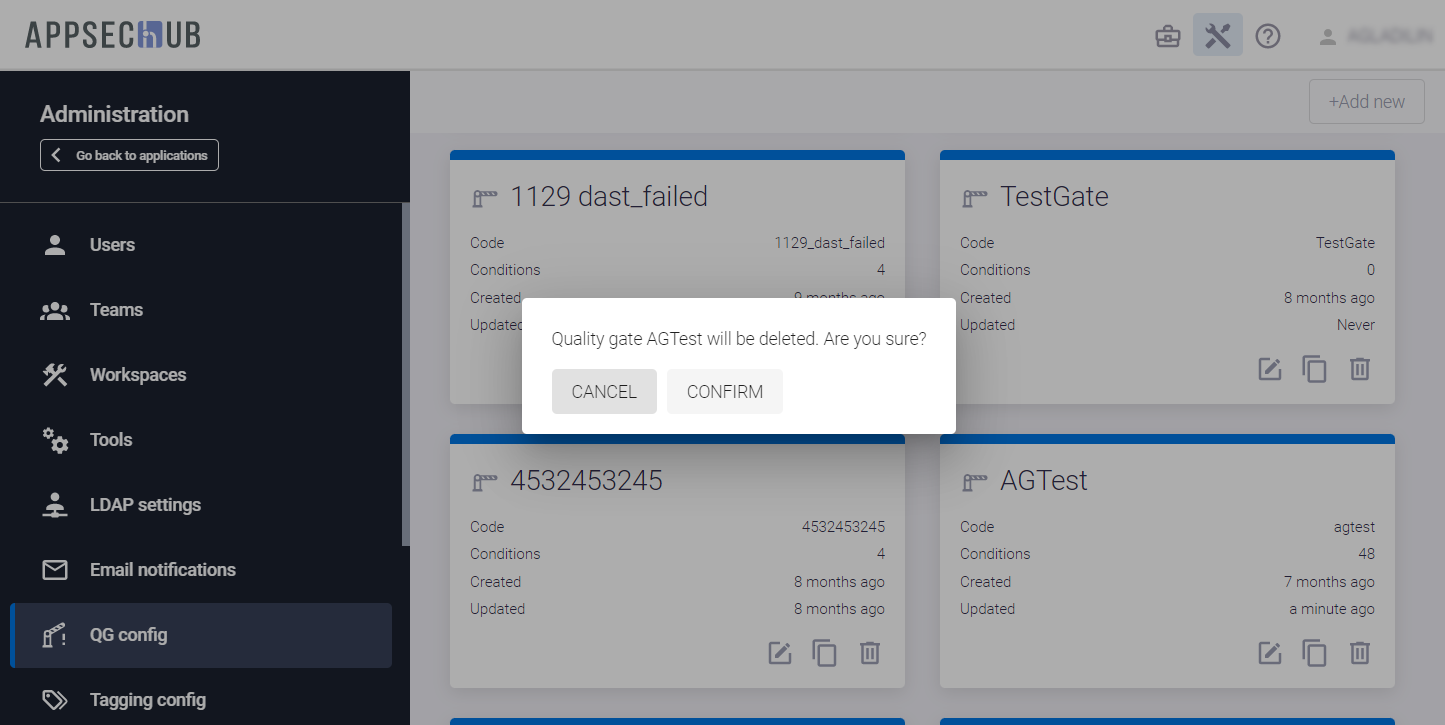 APPSECHUB
Administration
Go back to applications
Users
Teams
Workspaces
Tools
LDAP settings
Email notifications
QG config
Tagging config
+Add new
1129 dast_failed
Code 1129_dast_failed
Conditions 4
Created 9 months ago
Updated
TestGate
Code TestGate
Conditions 0
Created 8 months ago
Updated Never
Quality gate AGTest will be deleted. Are you sure?
CANCEL CONFIRM
4532453245
Code 4532453245
Conditions 4
Created 8 months ago
Updated 8 months ago
AGTest
Code agtest
Conditions 48
Created 7 months ago
Updated a minute ago